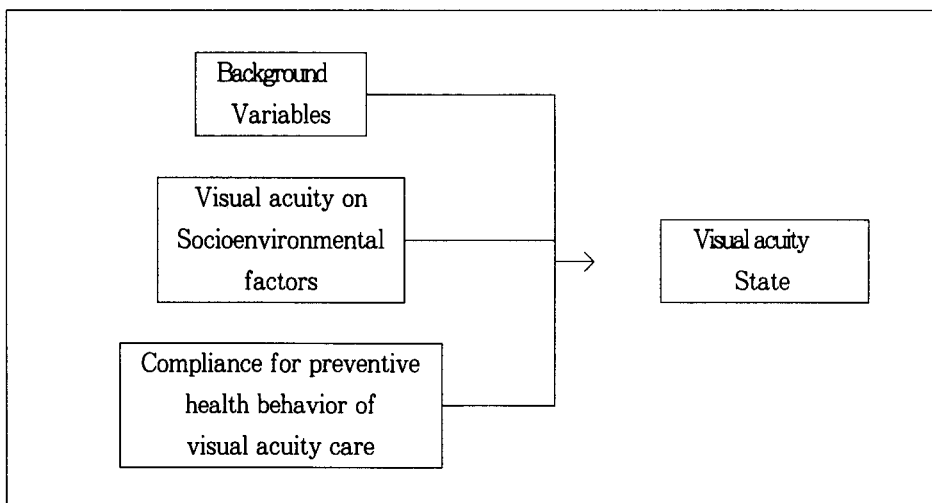 Background
Variables
Visual acuity on
Socioenvironmental
factors
Visual acuity
State
Compliance for preventive
health behavior of
visual acuity care